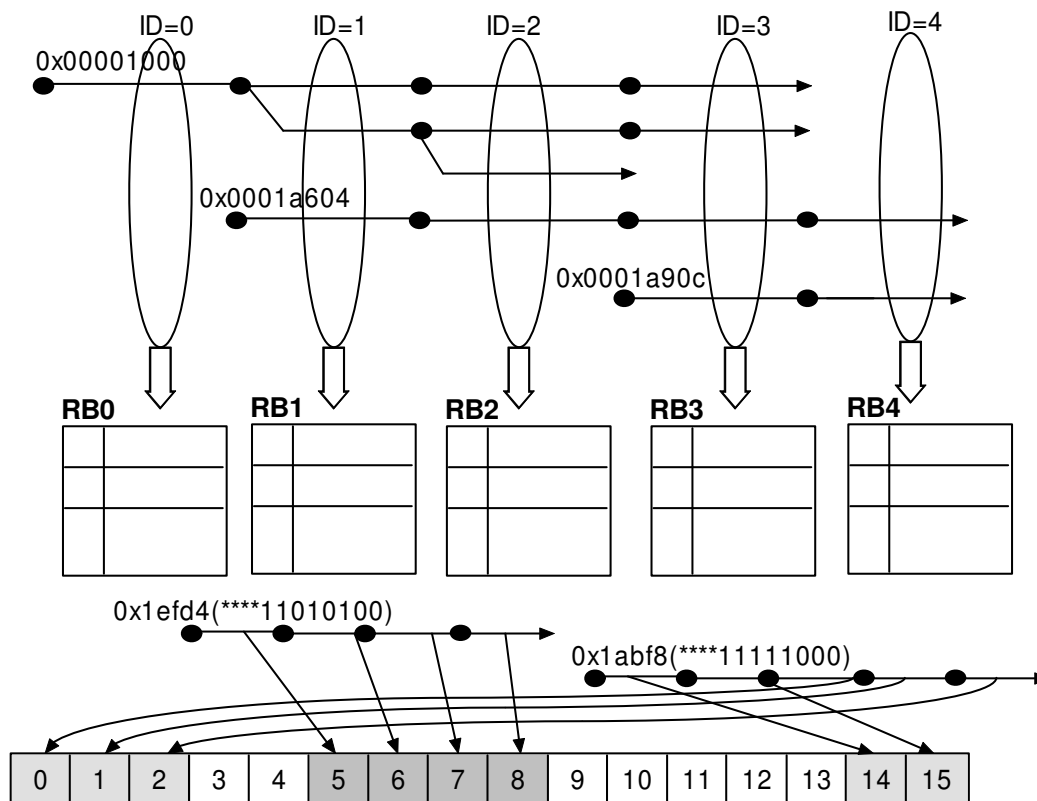 ID=0 ID=1 ID=2 ID=3 ID=4
0x00001000
0x0001a604
0x0001a90c
RB0 RB1 RB2 RB3 RB4
0x1efd4(****11010100)
0x1abf8(****11111000)
0 1 2 3 4 5 6 7 8 9 10 11 12 13 14 15